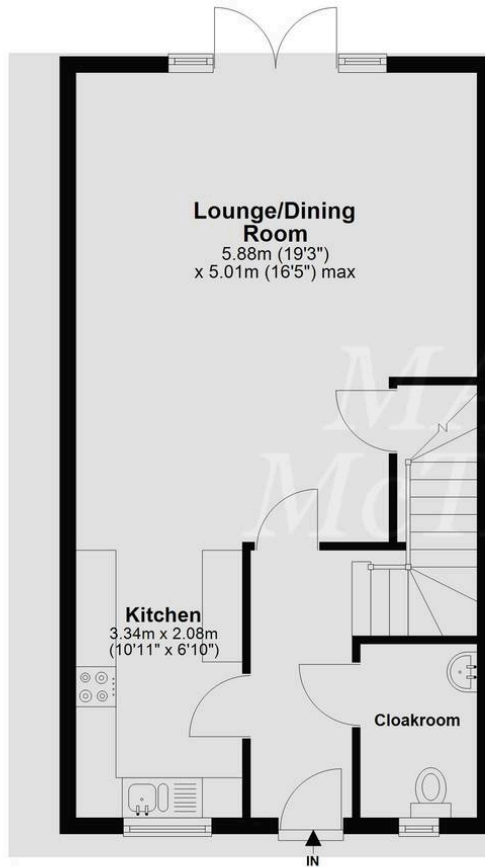 Lounge/Dining
Room
5.88m (19'3")
x 5.01m (16'5") max
Kitchen
3.34m x 2.08m
(10'11" x 6'10")
Cloakroom
IN